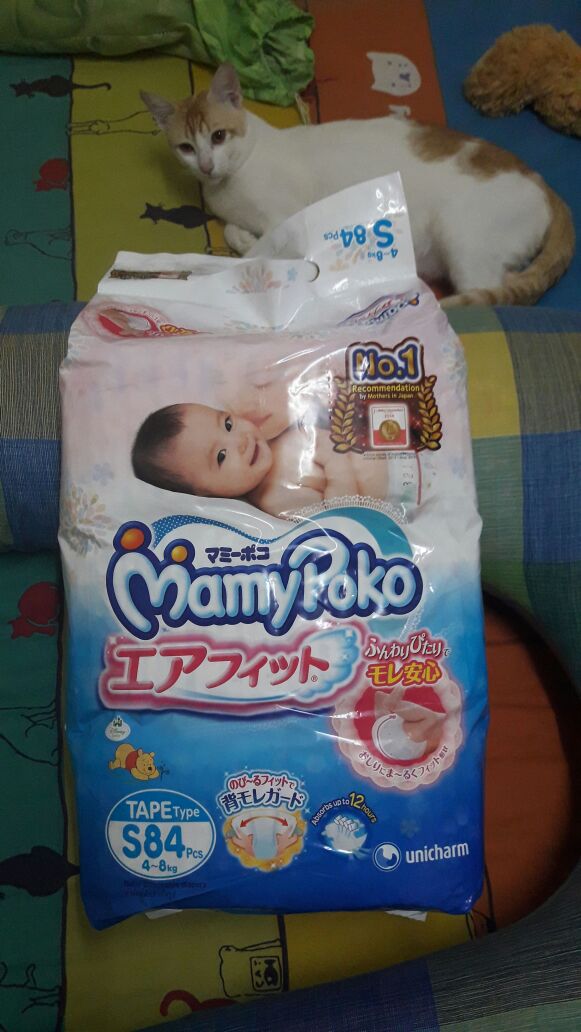 S 84 Pcs
4~8kg
No.1
Recommendation
by Mothers in Japan
マミーポコ
MamyPoko
エアフィット®
ふんわりぴたりで
モレ安心
おしりにま～るくフィット
Disney
のび～るフィットで
背モレガード
Absorbs up to 12 hours
TAPE Type
S84 Pcs
4~8kg
unicharm